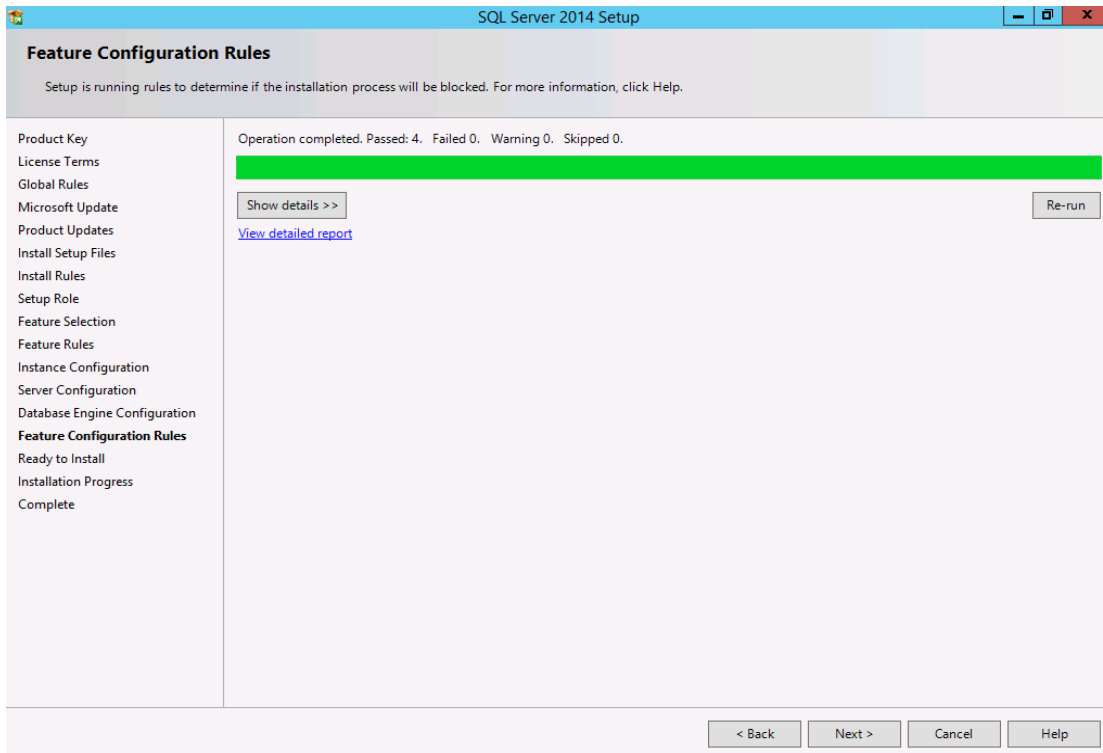 SQL Server 2014 Setup
Feature Configuration Rules
Setup is running rules to determine if the installation process will be blocked. For more information, click Help.
Product Key
License Terms
Global Rules
Microsoft Update
Product Updates
Install Setup Files
Install Rules
Setup Role
Feature Selection
Feature Rules
Instance Configuration
Server Configuration
Database Engine Configuration
Feature Configuration Rules
Ready to Install
Installation Progress
Complete
Operation completed. Passed: 4. Failed 0. Warning 0. Skipped 0.
Show details >>
Re-run
View detailed report
< Back
Next >
Cancel
Help